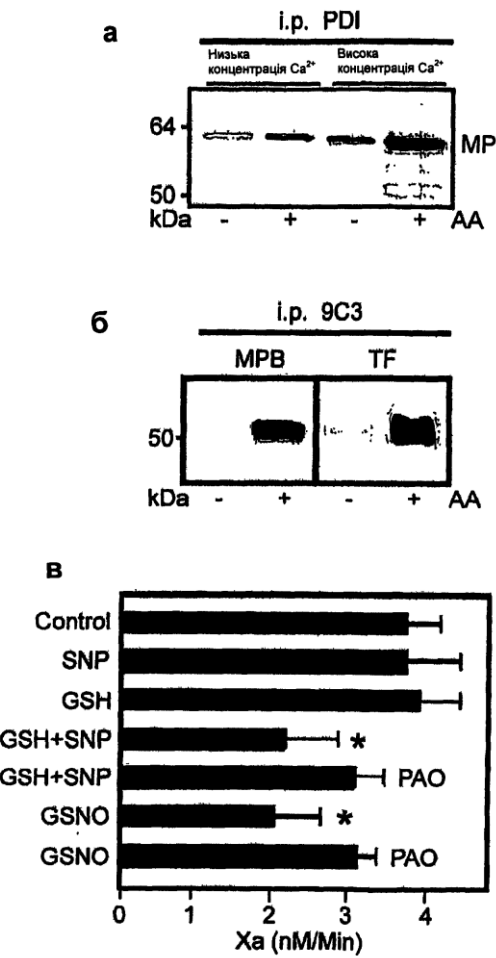 а
i.p. PDI
Низька концентрація Ca²⁺
Висока концентрація Ca²⁺
64
MP
50
kDa - + - + AA
б
i.p. 9C3
MPB TF
50
kDa - + - + AA
в
Control
SNP
GSH
GSH+SNP *
GSH+SNP PAO
GSNO *
GSNO PAO
0 1 2 3 4
Xa (nM/Min)